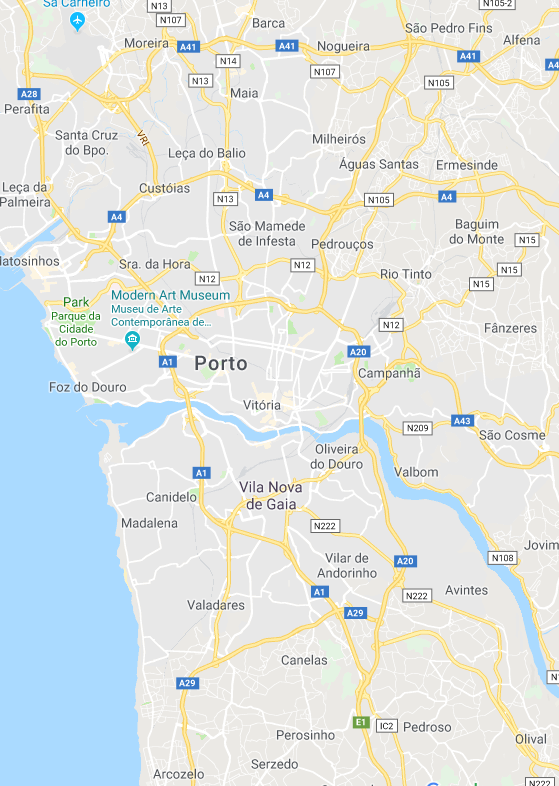 Sá Carneiro
N13
N107
Barca
N105-2
São Pedro Fins
Alfena
Moreira
A41
A41
Nogueira
A41
N14
N13
N107
N105
A28
Maia
Perafita
VRI
Santa Cruz
do Bpo.
Leça do Balio
Milheirós
Águas Santas
Ermesinde
Leça da
Palmeira
Custóias
A4
N13
N105
A4
A4
São Mamede
de Infesta
Pedrouços
Baguim
do Monte
N15
Matosinhos
Sra. da Hora
N12
N12
Rio Tinto
N15
N15
Park
Parque da
Cidade
do Porto
Modern Art Museum
Museu de Arte
Contemporânea de...
N12
Fânzeres
A1
Porto
A20
Campanhã
Foz do Douro
Vitória
N209
A43
São Cosme
Oliveira
do Douro
Valbom
A1
Canidelo
Vila Nova
de Gaia
Madalena
N222
Jovim
N108
Vilar de
Andorinho
A20
A1
N222
Avintes
Valadares
A29
Canelas
A29
E1
IC2
Pedroso
Perosinho
Olival
Serzedo
Arcozelo
N222